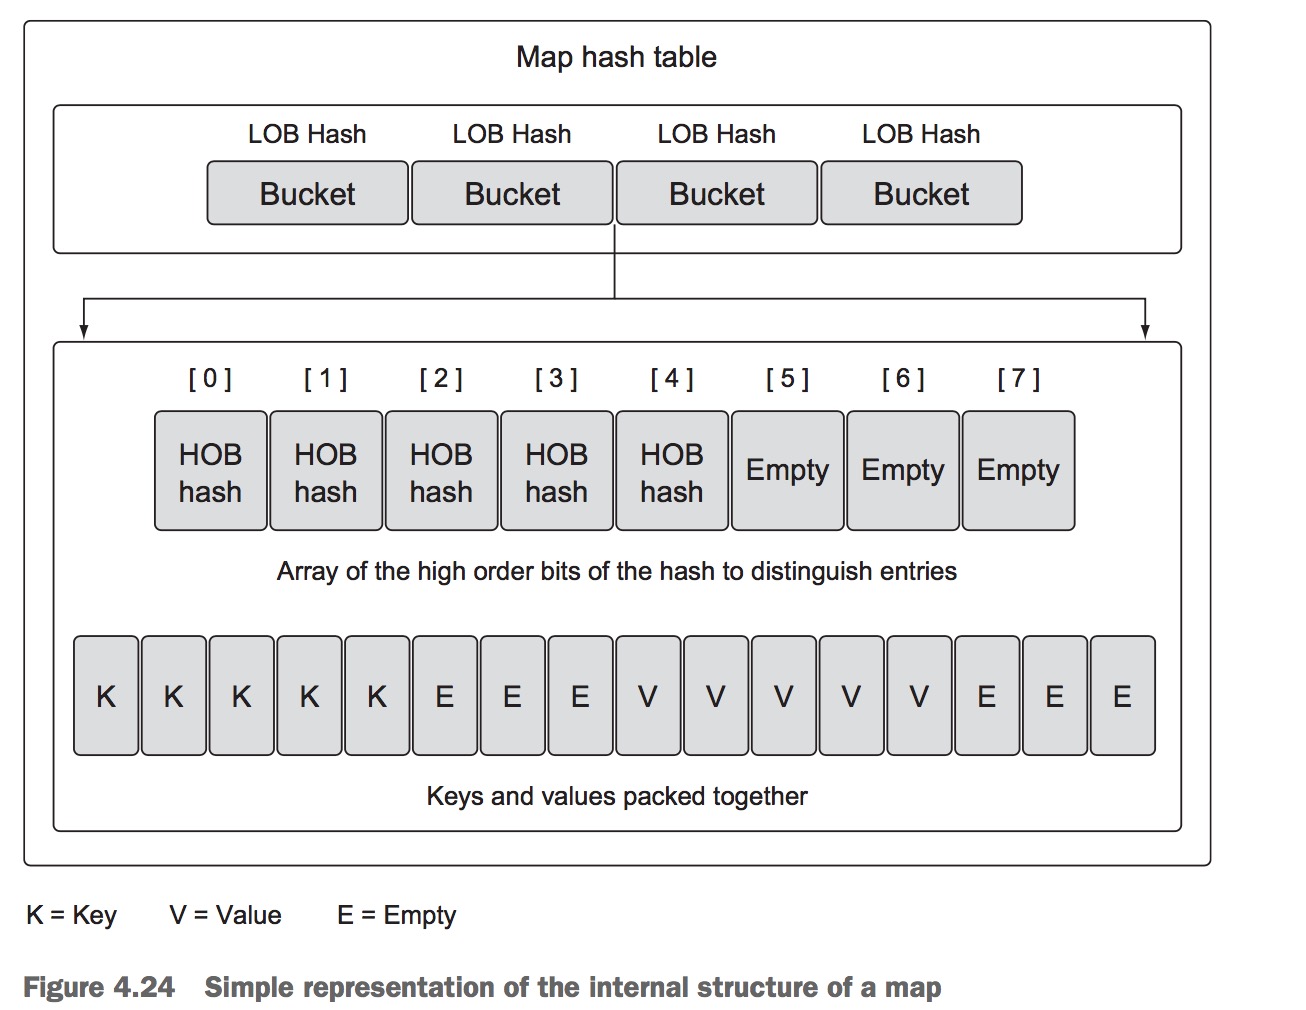 Map hash table
LOB Hash LOB Hash LOB Hash LOB Hash
Bucket Bucket Bucket Bucket
[ 0 ] [ 1 ] [ 2 ] [ 3 ] [ 4 ] [ 5 ] [ 6 ] [ 7 ]
HOB hash HOB hash HOB hash HOB hash HOB hash Empty Empty Empty
Array of the high order bits of the hash to distinguish entries
K K K K K E E E V V V V V E E E
Keys and values packed together
K = Key V = Value E = Empty
Figure 4.24 Simple representation of the internal structure of a map